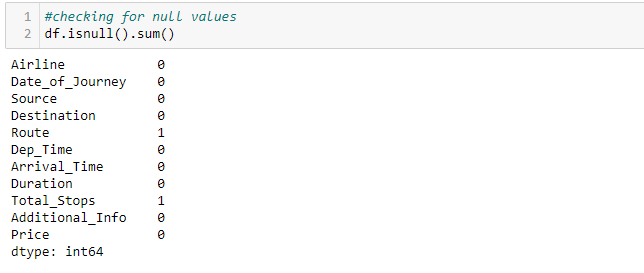 1 #checking for null values
2 df.isnull().sum()
Airline 0
Date_of_Journey 0
Source 0
Destination 0
Route 1
Dep_Time 0
Arrival_Time 0
Duration 0
Total_Stops 1
Additional_Info 0
Price 0
dtype: int64